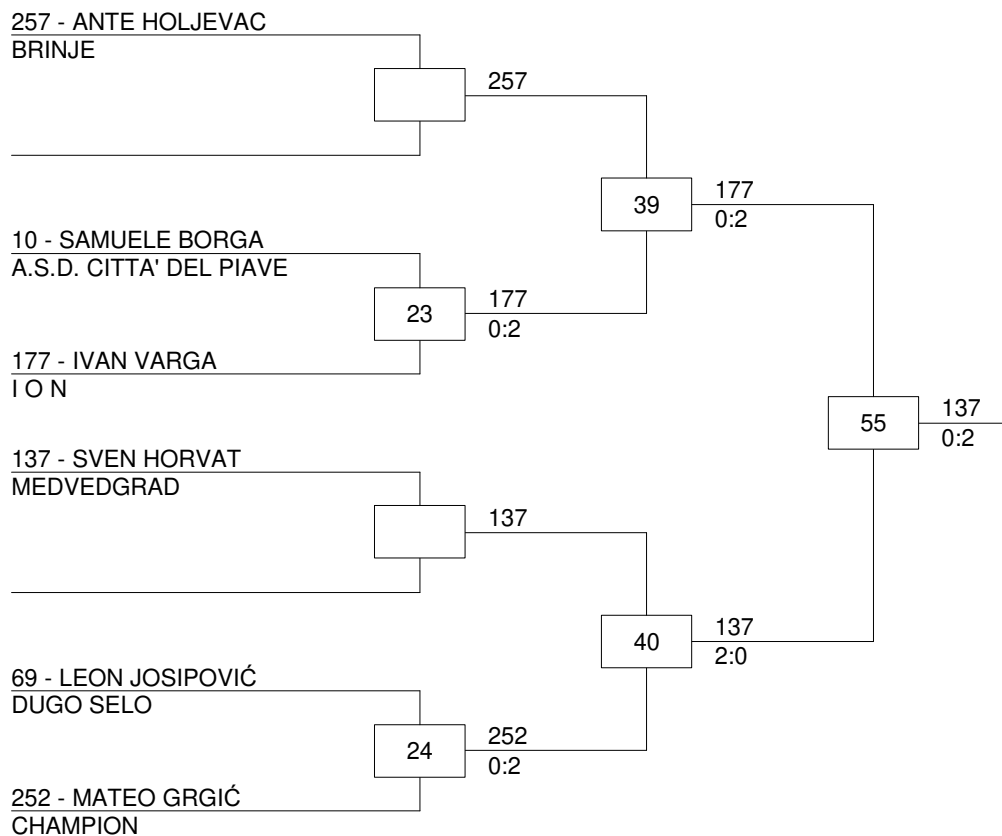 257 - ANTE HOLJEVAC
BRINJE
257
39
177
0:2
10 - SAMUELE BORGA
A.S.D. CITTA' DEL PIAVE
23
177
0:2
177 - IVAN VARGA
I O N
55
137
0:2
137 - SVEN HORVAT
MEDVEDGRAD
137
40
137
2:0
69 - LEON JOSIPOVIĆ
DUGO SELO
24
252
0:2
252 - MATEO GRGIĆ
CHAMPION